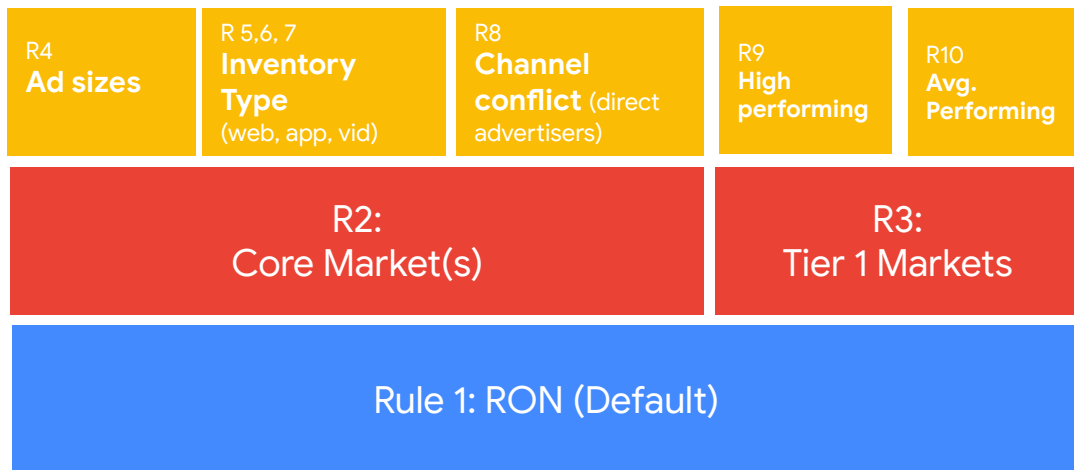 R4
Ad sizes
R 5,6, 7
Inventory
Type
(web, app, vid)
R8
Channel
conflict (direct
advertisers)
R9
High
performing
R10
Avg.
Performing
R2:
Core Market(s)
R3:
Tier 1 Markets
Rule 1: RON (Default)